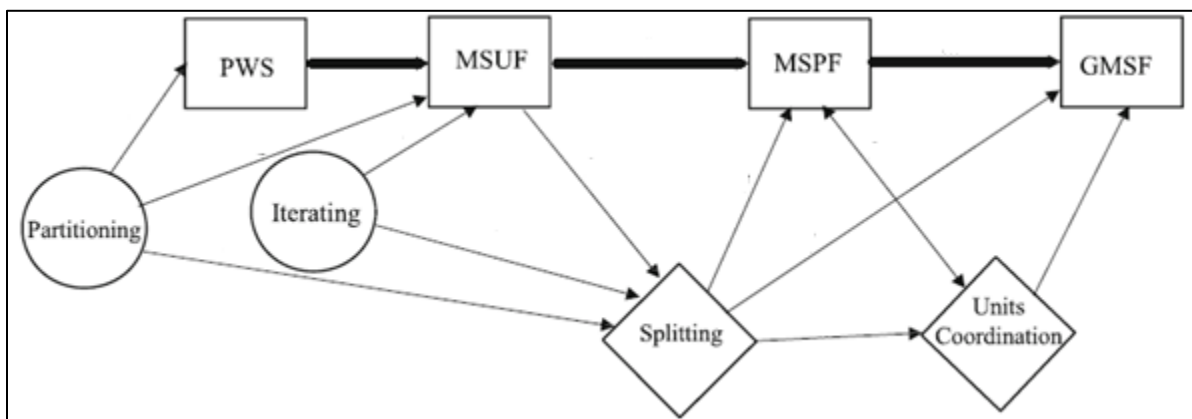 PWS
MSUF
MSPF
GMSF
Partitioning
Iterating
Splitting
Units
Coordination